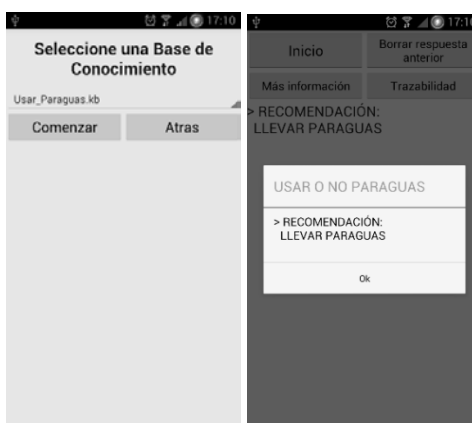 17:10
Seleccione una Base de
Conocimiento
Usar_Paraguas.kb
Comenzar
Atras
17:10
Inicio
Borrar respuesta
anterior
Más información
Trazabilidad
> RECOMENDACIÓN:
LLEVAR PARAGUAS
USAR O NO PARAGUAS
> RECOMENDACIÓN:
LLEVAR PARAGUAS
Ok